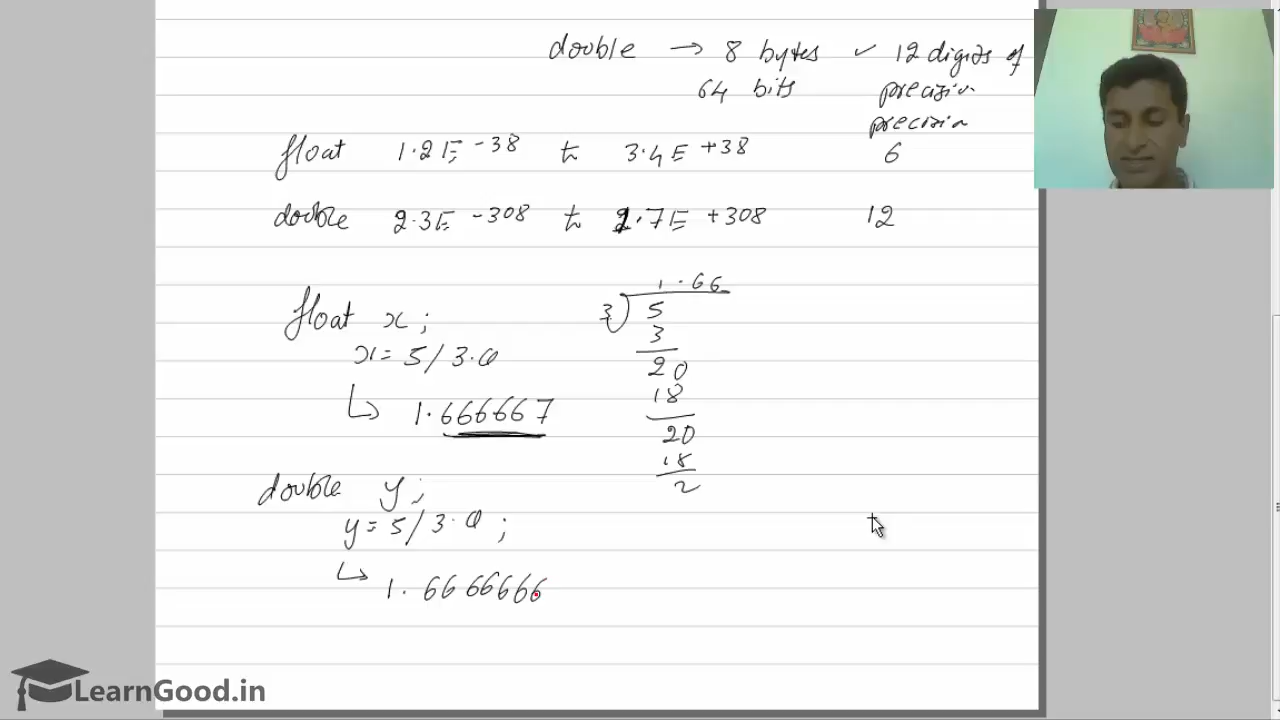 double → 8 bytes ✓ 12 digits of
64 bits precision
precision
float 1.2E-38 to 3.4E+38 6
double 2.3E-308 to 1.7E+308 12
1.66
float x; 3 5
3
x= 5/3.0
20
18
1.666667
20
18
2
double y;
y= 5/3.0 ;
1.6666666
LearnGood.in